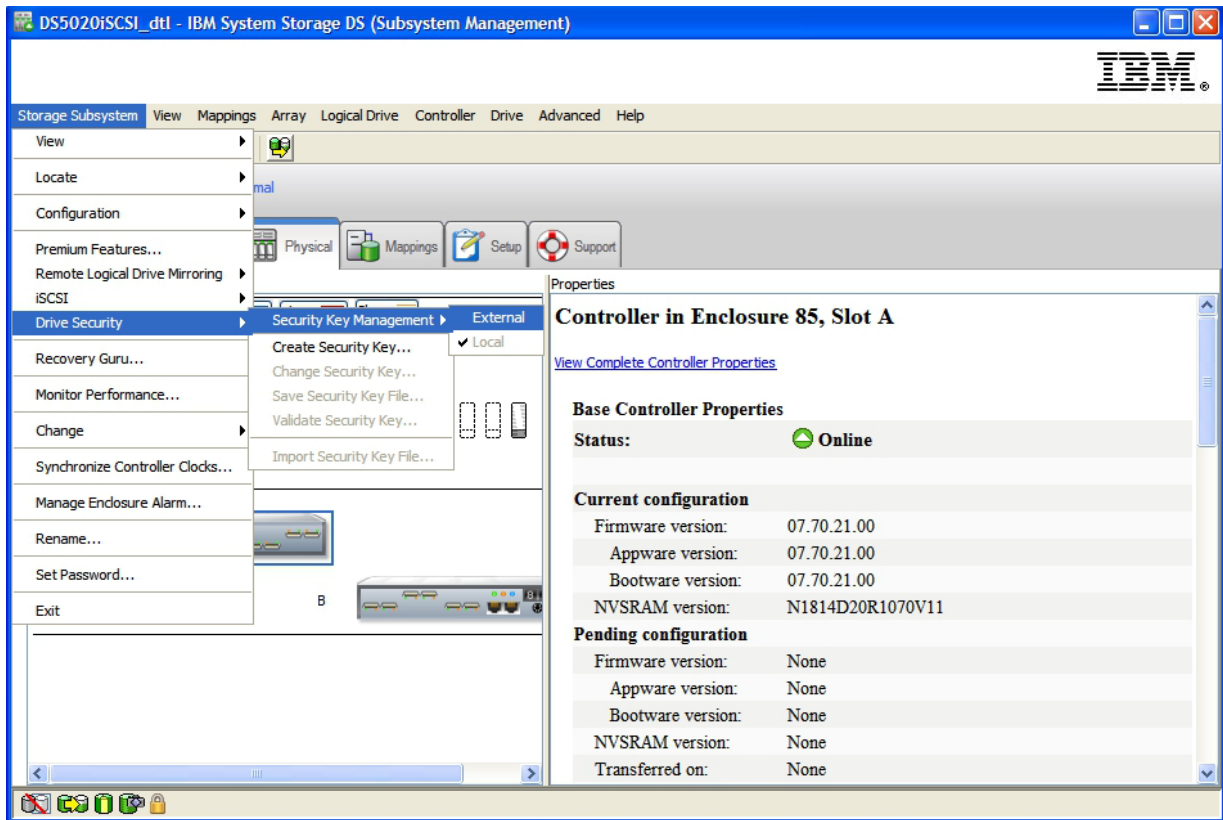 DS5020iSCSI_dtl - IBM System Storage DS (Subsystem Management)
IBM®
Storage Subsystem View Mappings Array Logical Drive Controller Drive Advanced Help
View
Locate
mal
Configuration
Premium Features...
Physical
Mappings
Setup
Support
Remote Logical Drive Mirroring
iSCSI
Drive Security
Security Key Management
External
Local
Create Security Key...
Change Security Key...
Save Security Key File...
Validate Security Key...
Import Security Key File...
Recovery Guru...
Monitor Performance...
Change
Synchronize Controller Clocks...
Manage Enclosure Alarm...
Rename...
Set Password...
Exit
B
Properties
Controller in Enclosure 85, Slot A
View Complete Controller Properties
Base Controller Properties
Status: Online
Current configuration
Firmware version: 07.70.21.00
Appware version: 07.70.21.00
Bootware version: 07.70.21.00
NVSRAM version: N1814D20R1070V11
Pending configuration
Firmware version: None
Appware version: None
Bootware version: None
NVSRAM version: None
Transferred on: None